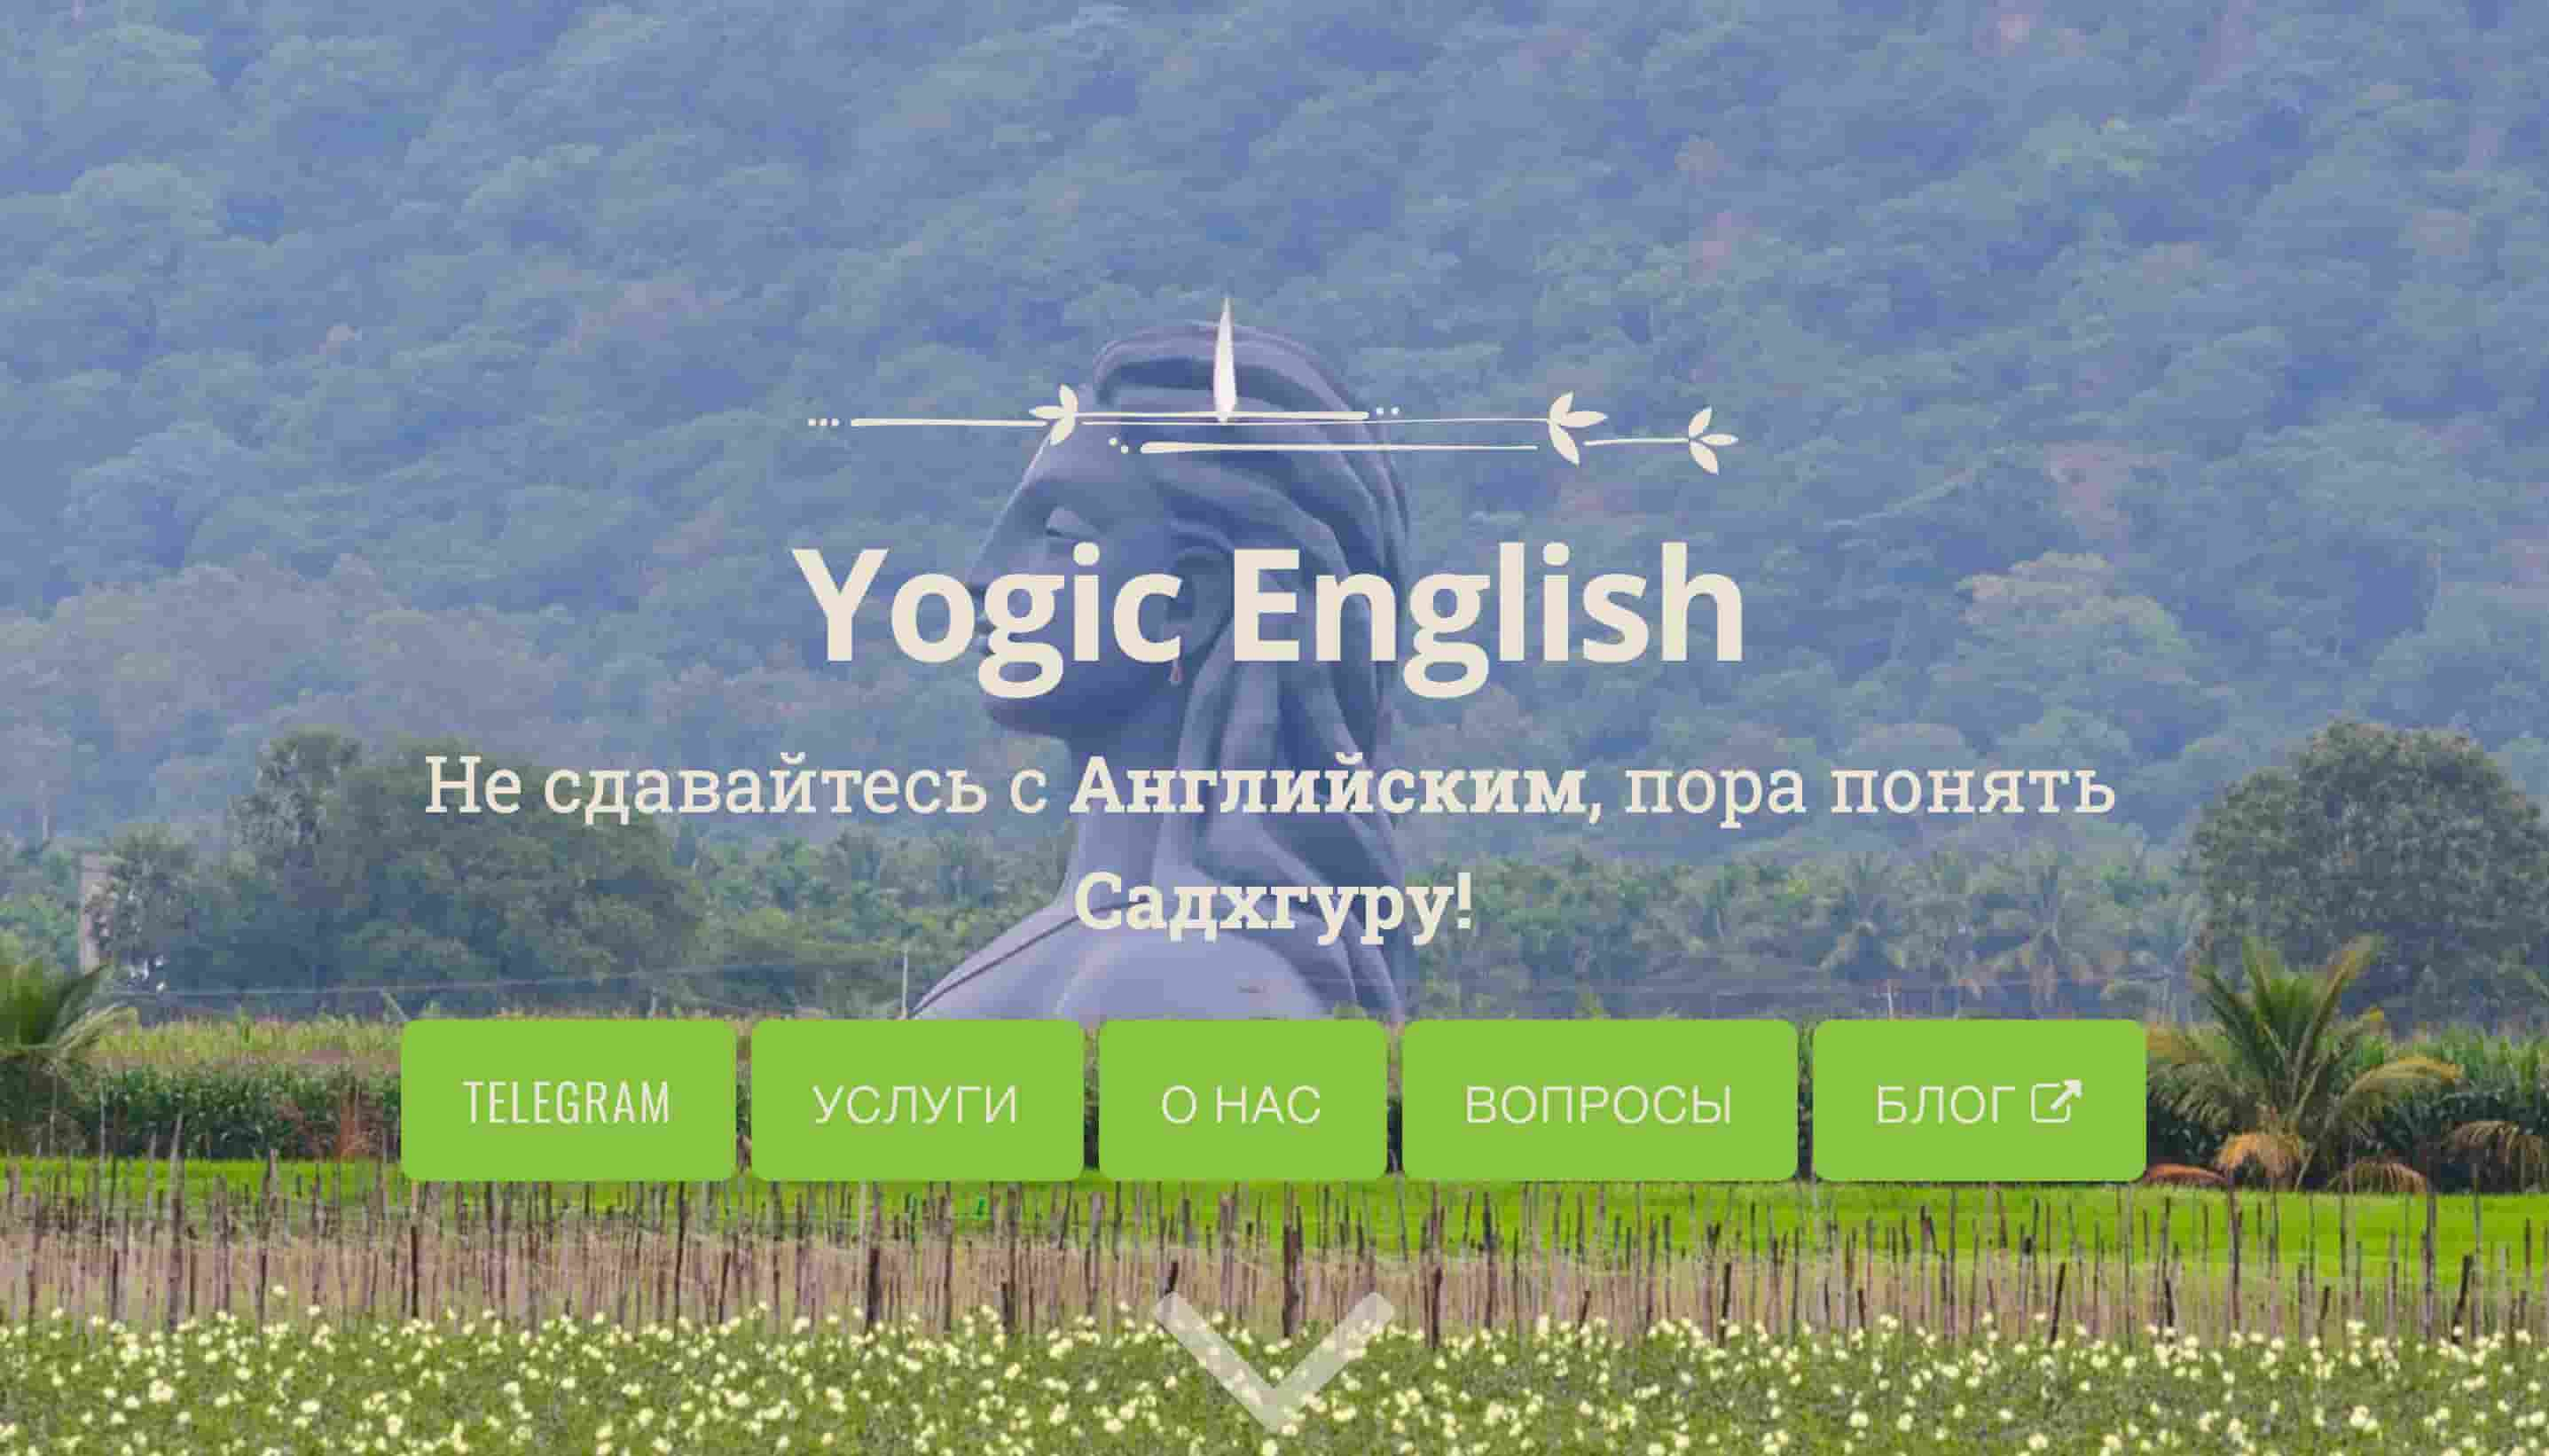 Yogic English
Не сдавайтесь с Английским, пора понять
Садхгуру!
TELEGRAM
УСЛУГИ
О НАС
ВОПРОСЫ
БЛОГ